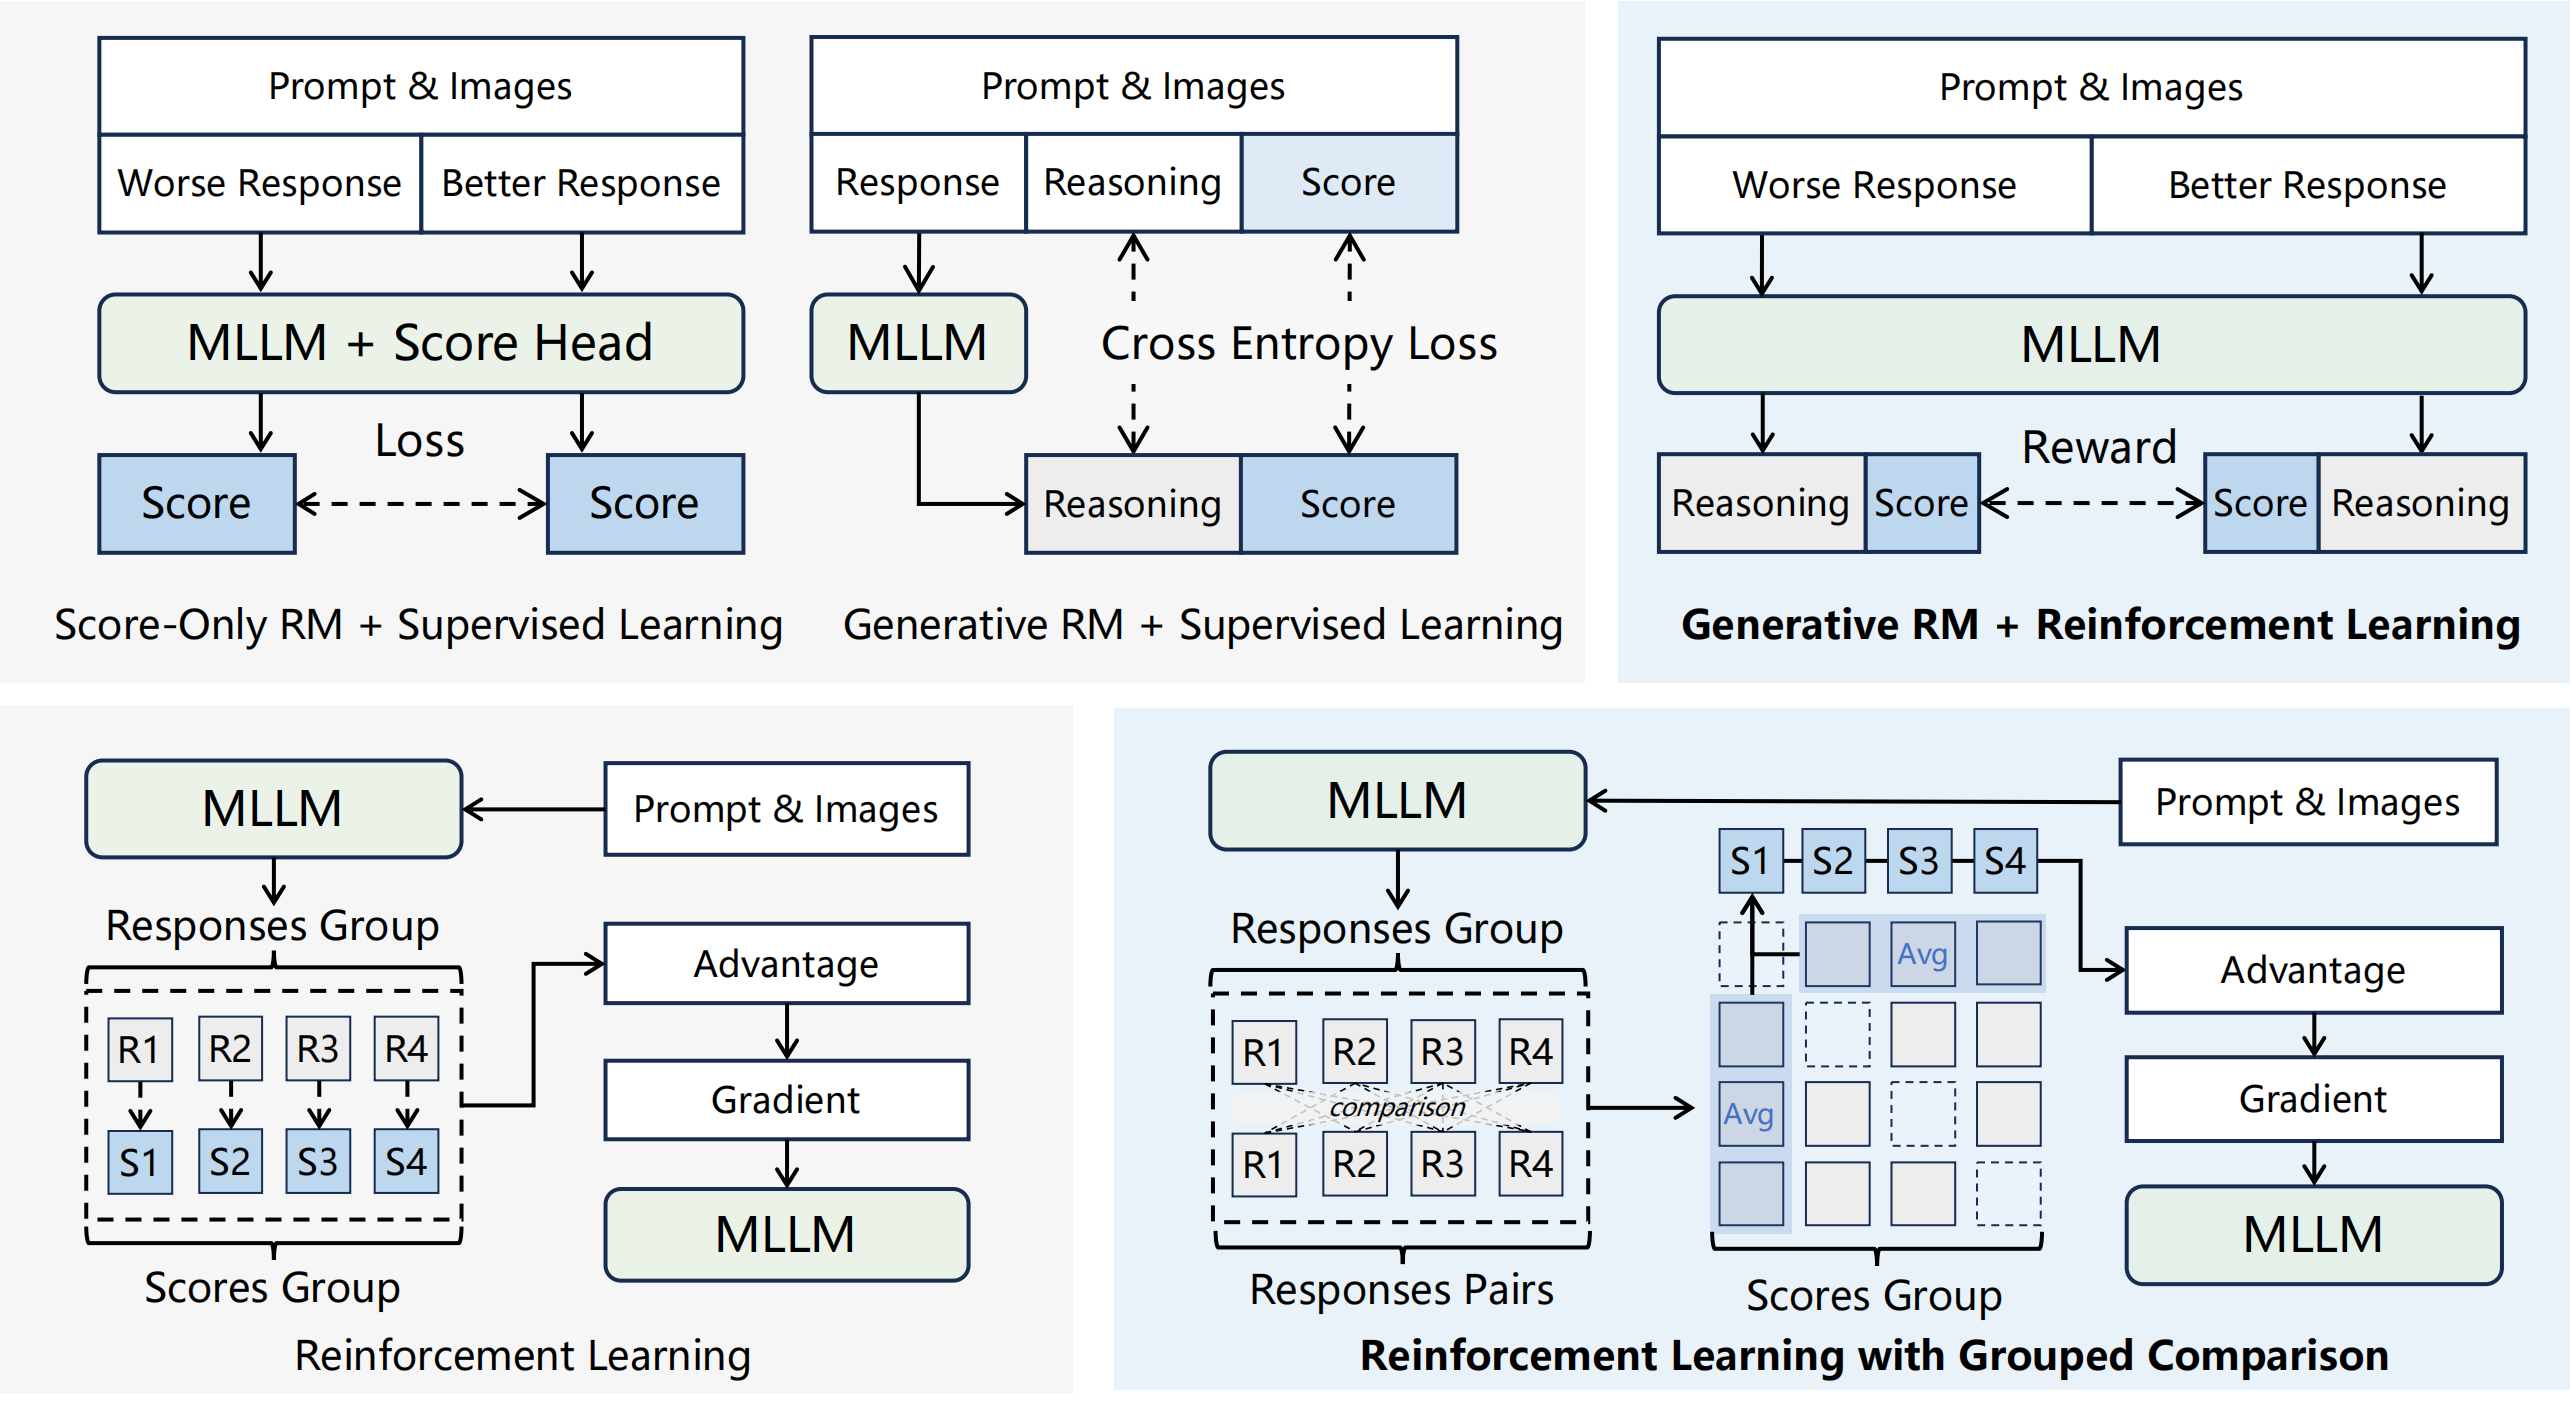 Prompt & Images
Worse Response
Better Response
MLLM + Score Head
Loss
Score
Score
Score-Only RM + Supervised Learning
Prompt & Images
Response
Reasoning
Score
MLLM
Cross Entropy Loss
Reasoning
Score
Generative RM + Supervised Learning
Prompt & Images
Worse Response
Better Response
MLLM
Reward
Reasoning
Score
Score
Reasoning
Generative RM + Reinforcement Learning
MLLM
Prompt & Images
Responses Group
R1
R2
R3
R4
S1
S2
S3
S4
Scores Group
Advantage
Gradient
MLLM
Reinforcement Learning
MLLM
Prompt & Images
Responses Group
R1
R2
R3
R4
comparison
R1
R2
R3
R4
Responses Pairs
S1
S2
S3
S4
Avg
Avg
Scores Group
Advantage
Gradient
MLLM
Reinforcement Learning with Grouped Comparison